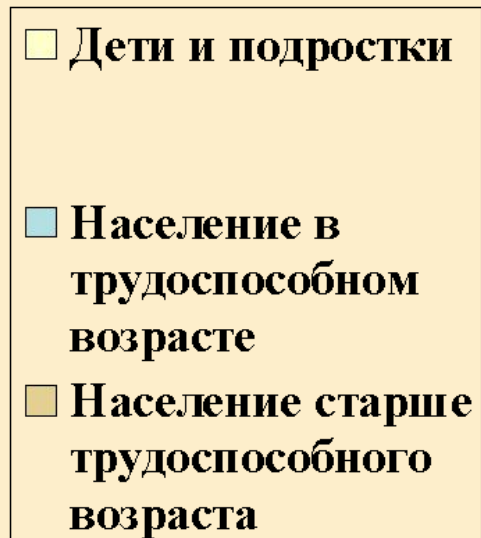 Дети и подростки
Население в
трудоспособном
возрасте
Население старше
трудоспособного
возраста